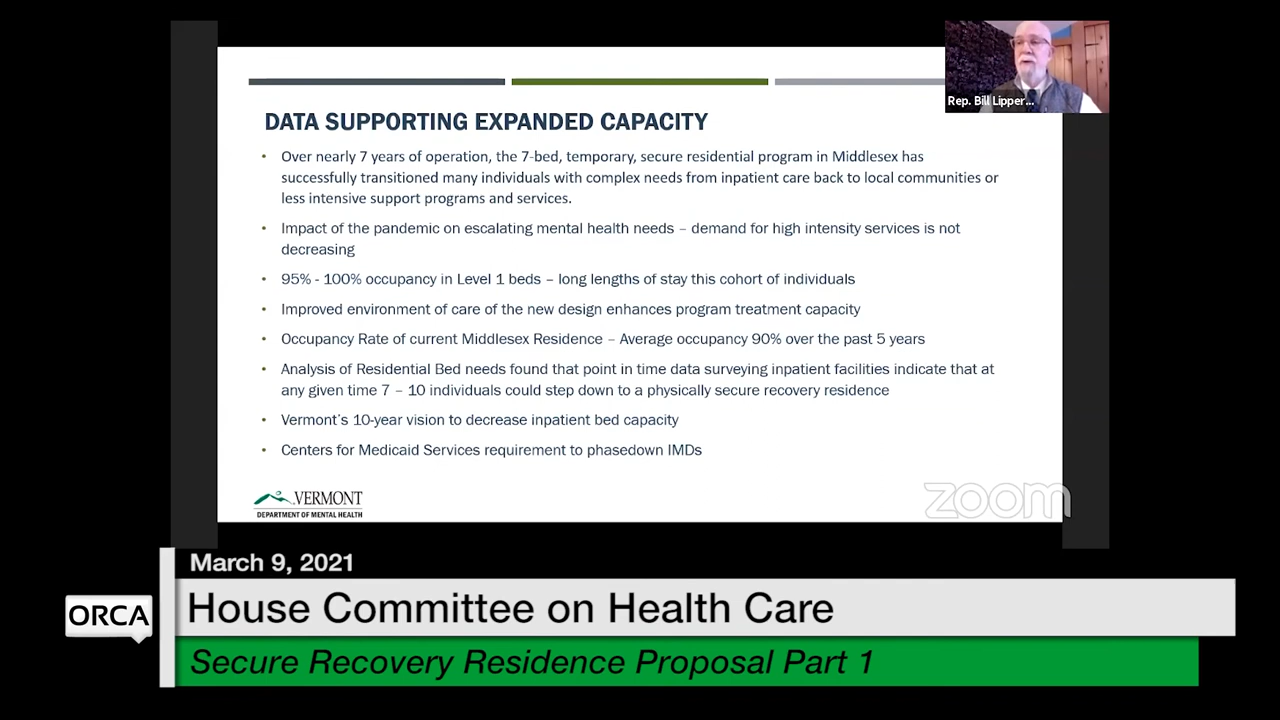 Rep. Bill Lipper...
DATA SUPPORTING EXPANDED CAPACITY
• Over nearly 7 years of operation, the 7-bed, temporary, secure residential program in Middlesex has
successfully transitioned many individuals with complex needs from inpatient care back to local communities or
less intensive support programs and services.
• Impact of the pandemic on escalating mental health needs – demand for high intensity services is not
decreasing
• 95% - 100% occupancy in Level 1 beds – long lengths of stay this cohort of individuals
• Improved environment of care of the new design enhances program treatment capacity
• Occupancy Rate of current Middlesex Residence – Average occupancy 90% over the past 5 years
• Analysis of Residential Bed needs found that point in time data surveying inpatient facilities indicate that at
any given time 7 – 10 individuals could step down to a physically secure recovery residence
• Vermont's 10-year vision to decrease inpatient bed capacity
• Centers for Medicaid Services requirement to phasedown IMDs
VERMONT
DEPARTMENT OF MENTAL HEALTH
zoom
March 9, 2021
ORCA
House Committee on Health Care
Secure Recovery Residence Proposal Part 1